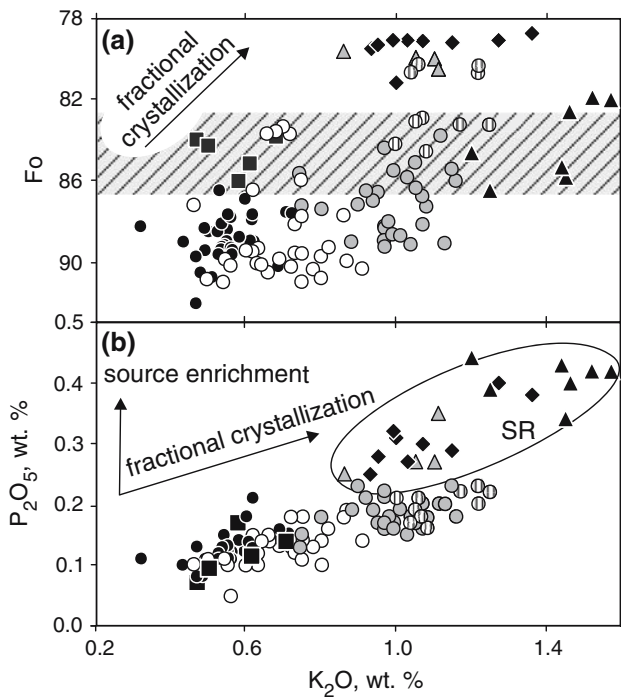 78
(a)
fractional
crystallization
82
Fo
86
90
0.5
(b)
source enrichment
0.4
fractional crystallization
0.3
SR
P₂O₅, wt. %
0.2
0.1
0.0
0.2 0.6 1.0 1.4
K₂O, wt. %